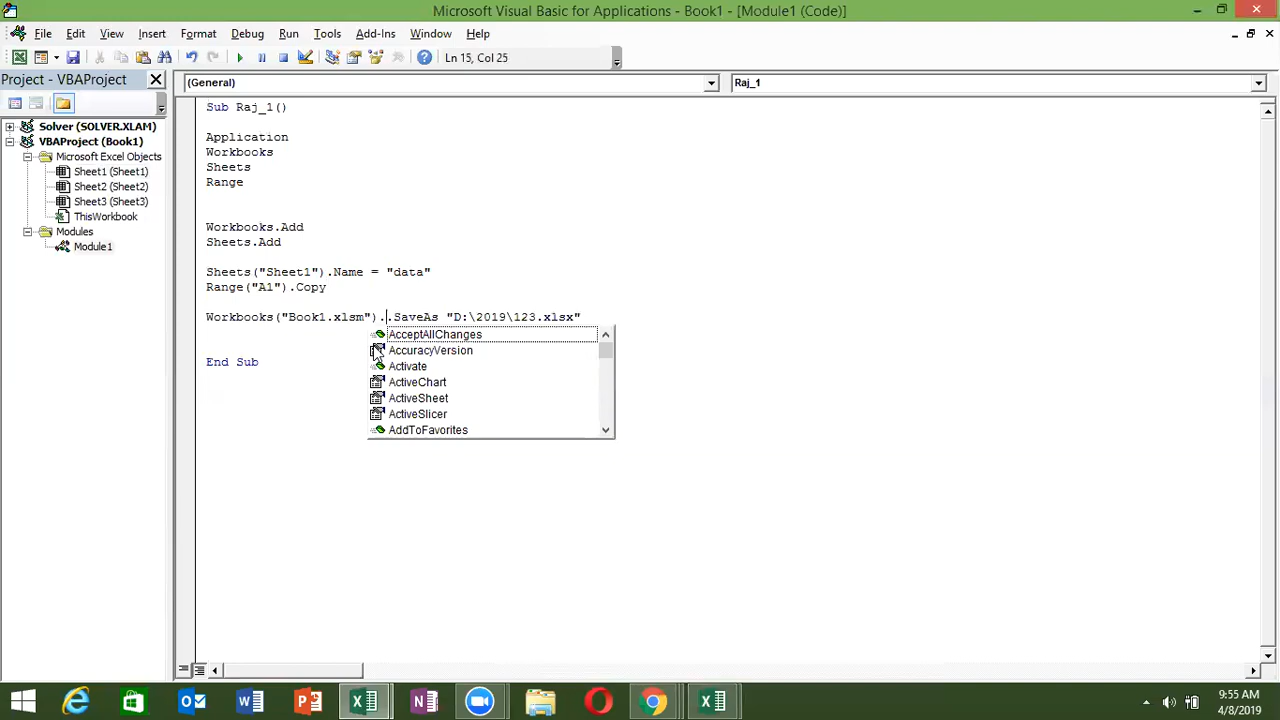 Microsoft Visual Basic for Applications - Book1 - [Module1 (Code)]
File Edit View Insert Format Debug Run Tools Add-Ins Window Help
Ln 15, Col 25
Project - VBAProject
(General) Raj_1
Solver (SOLVER.XLAM)
VBAProject (Book1)
Microsoft Excel Objects
Sheet1 (Sheet1)
Sheet2 (Sheet2)
Sheet3 (Sheet3)
ThisWorkbook
Modules
Module1
Sub Raj_1()
Application
Workbooks
Sheets
Range
Workbooks.Add
Sheets.Add
Sheets("Sheet1").Name = "data"
Range("A1").Copy
Workbooks("Book1.xlsm")..SaveAs "D:\2019\123.xlsx"
AcceptAllChanges
AccuracyVersion
Activate
ActiveChart
ActiveSheet
ActiveSlicer
AddToFavorites
End Sub
9:55 AM
4/8/2019